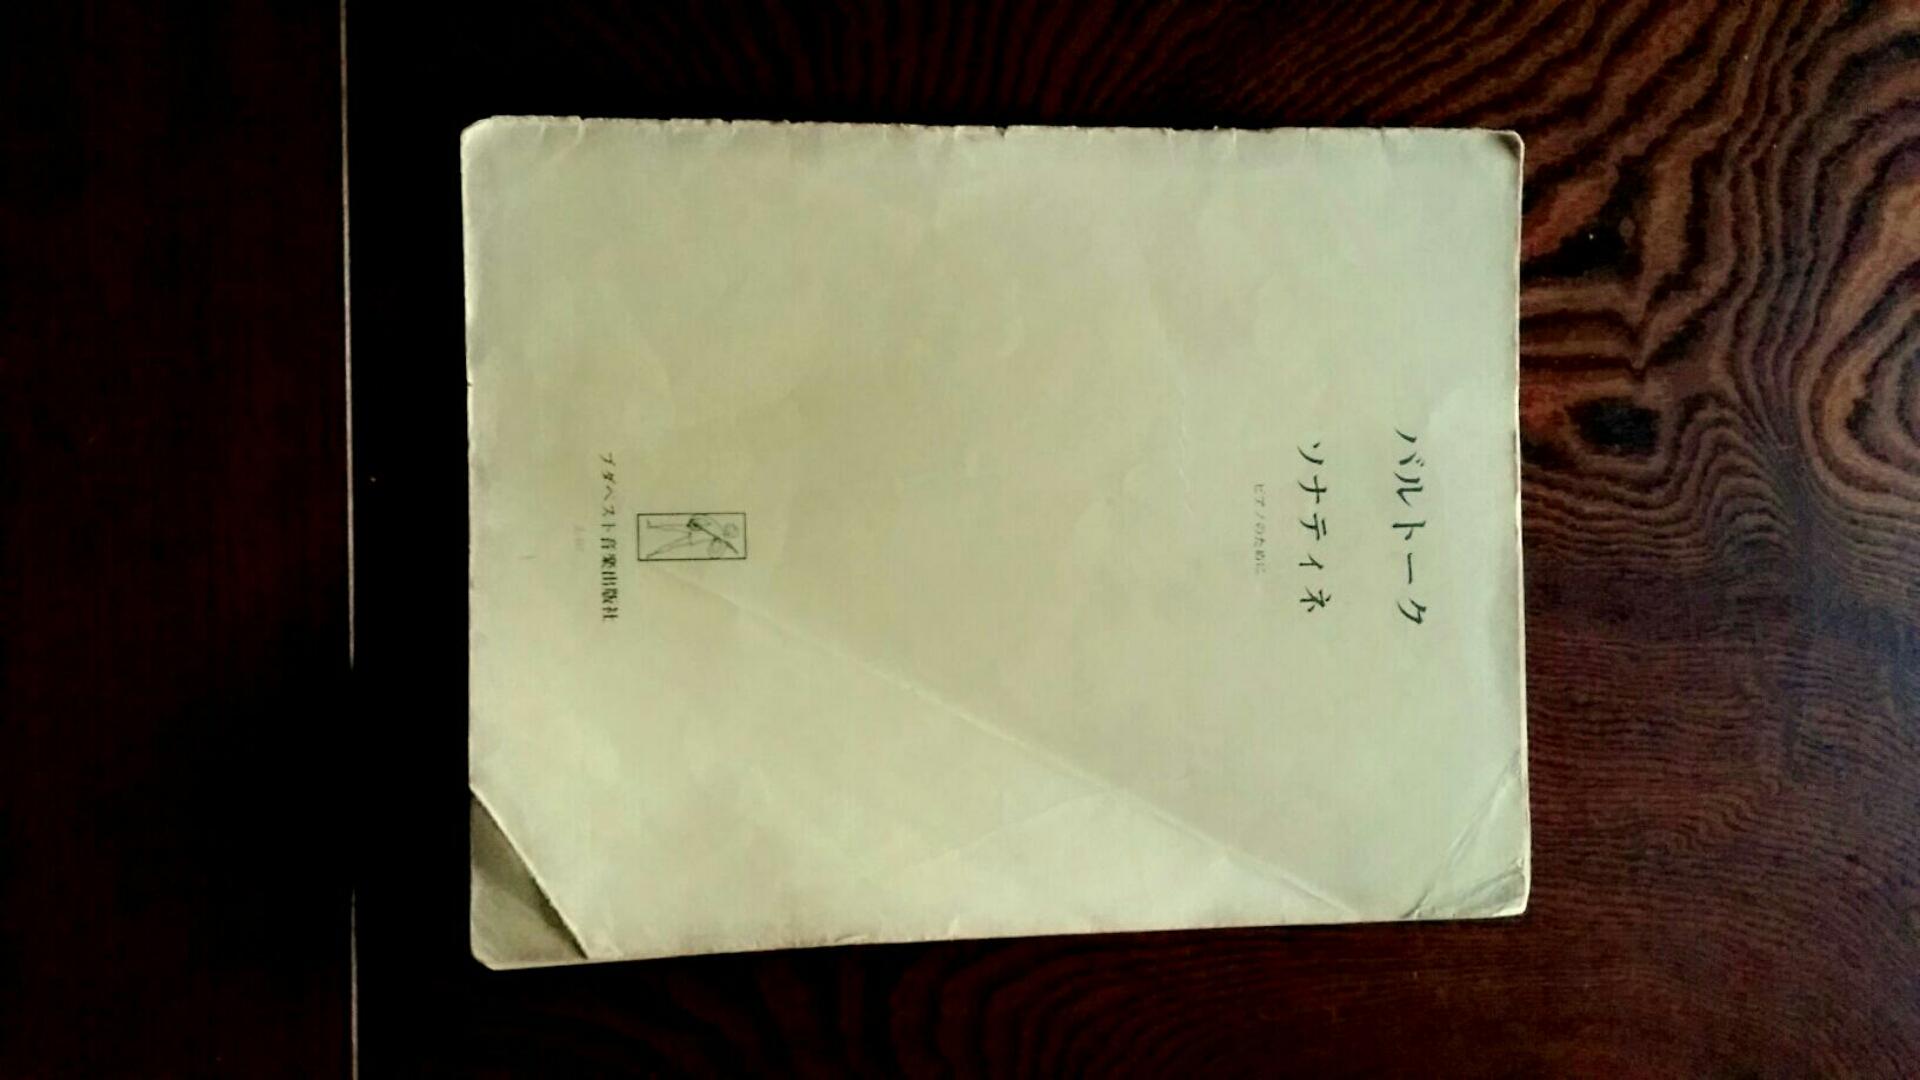 バルトーク
ソナティネ
ピアノのために
ブダペスト音楽出版社